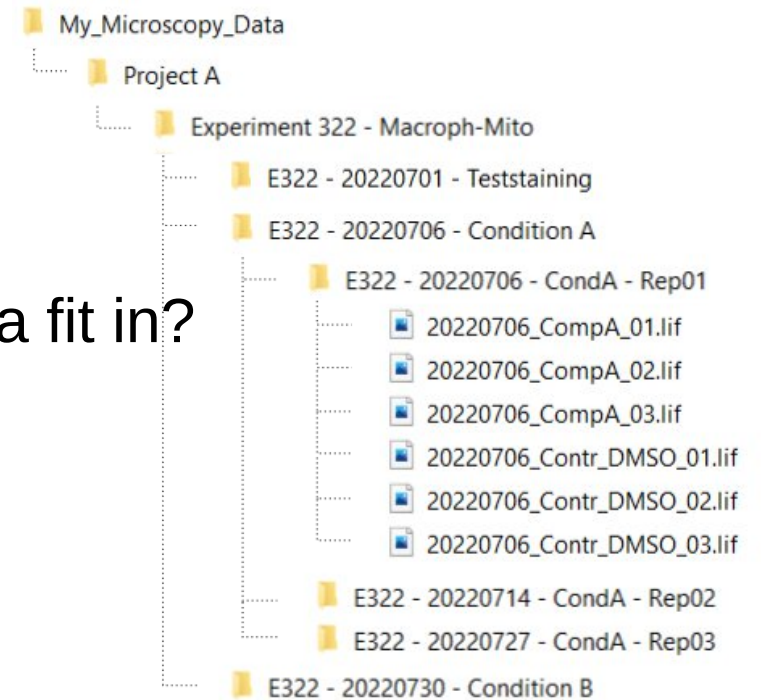 My_Microscopy_Data
Project A
Experiment 322 - Macroph-Mito
E322 - 20220701 - Teststaining
E322 - 20220706 - Condition A
E322 - 20220706 - CondA - Rep01
a fit in?
20220706_CompA_01.lif
20220706_CompA_02.lif
20220706_CompA_03.lif
20220706_Contr_DMSO_01.lif
20220706_Contr_DMSO_02.lif
20220706_Contr_DMSO_03.lif
E322 - 20220714 - CondA - Rep02
E322 - 20220727 - CondA - Rep03
E322 - 20220730 - Condition B